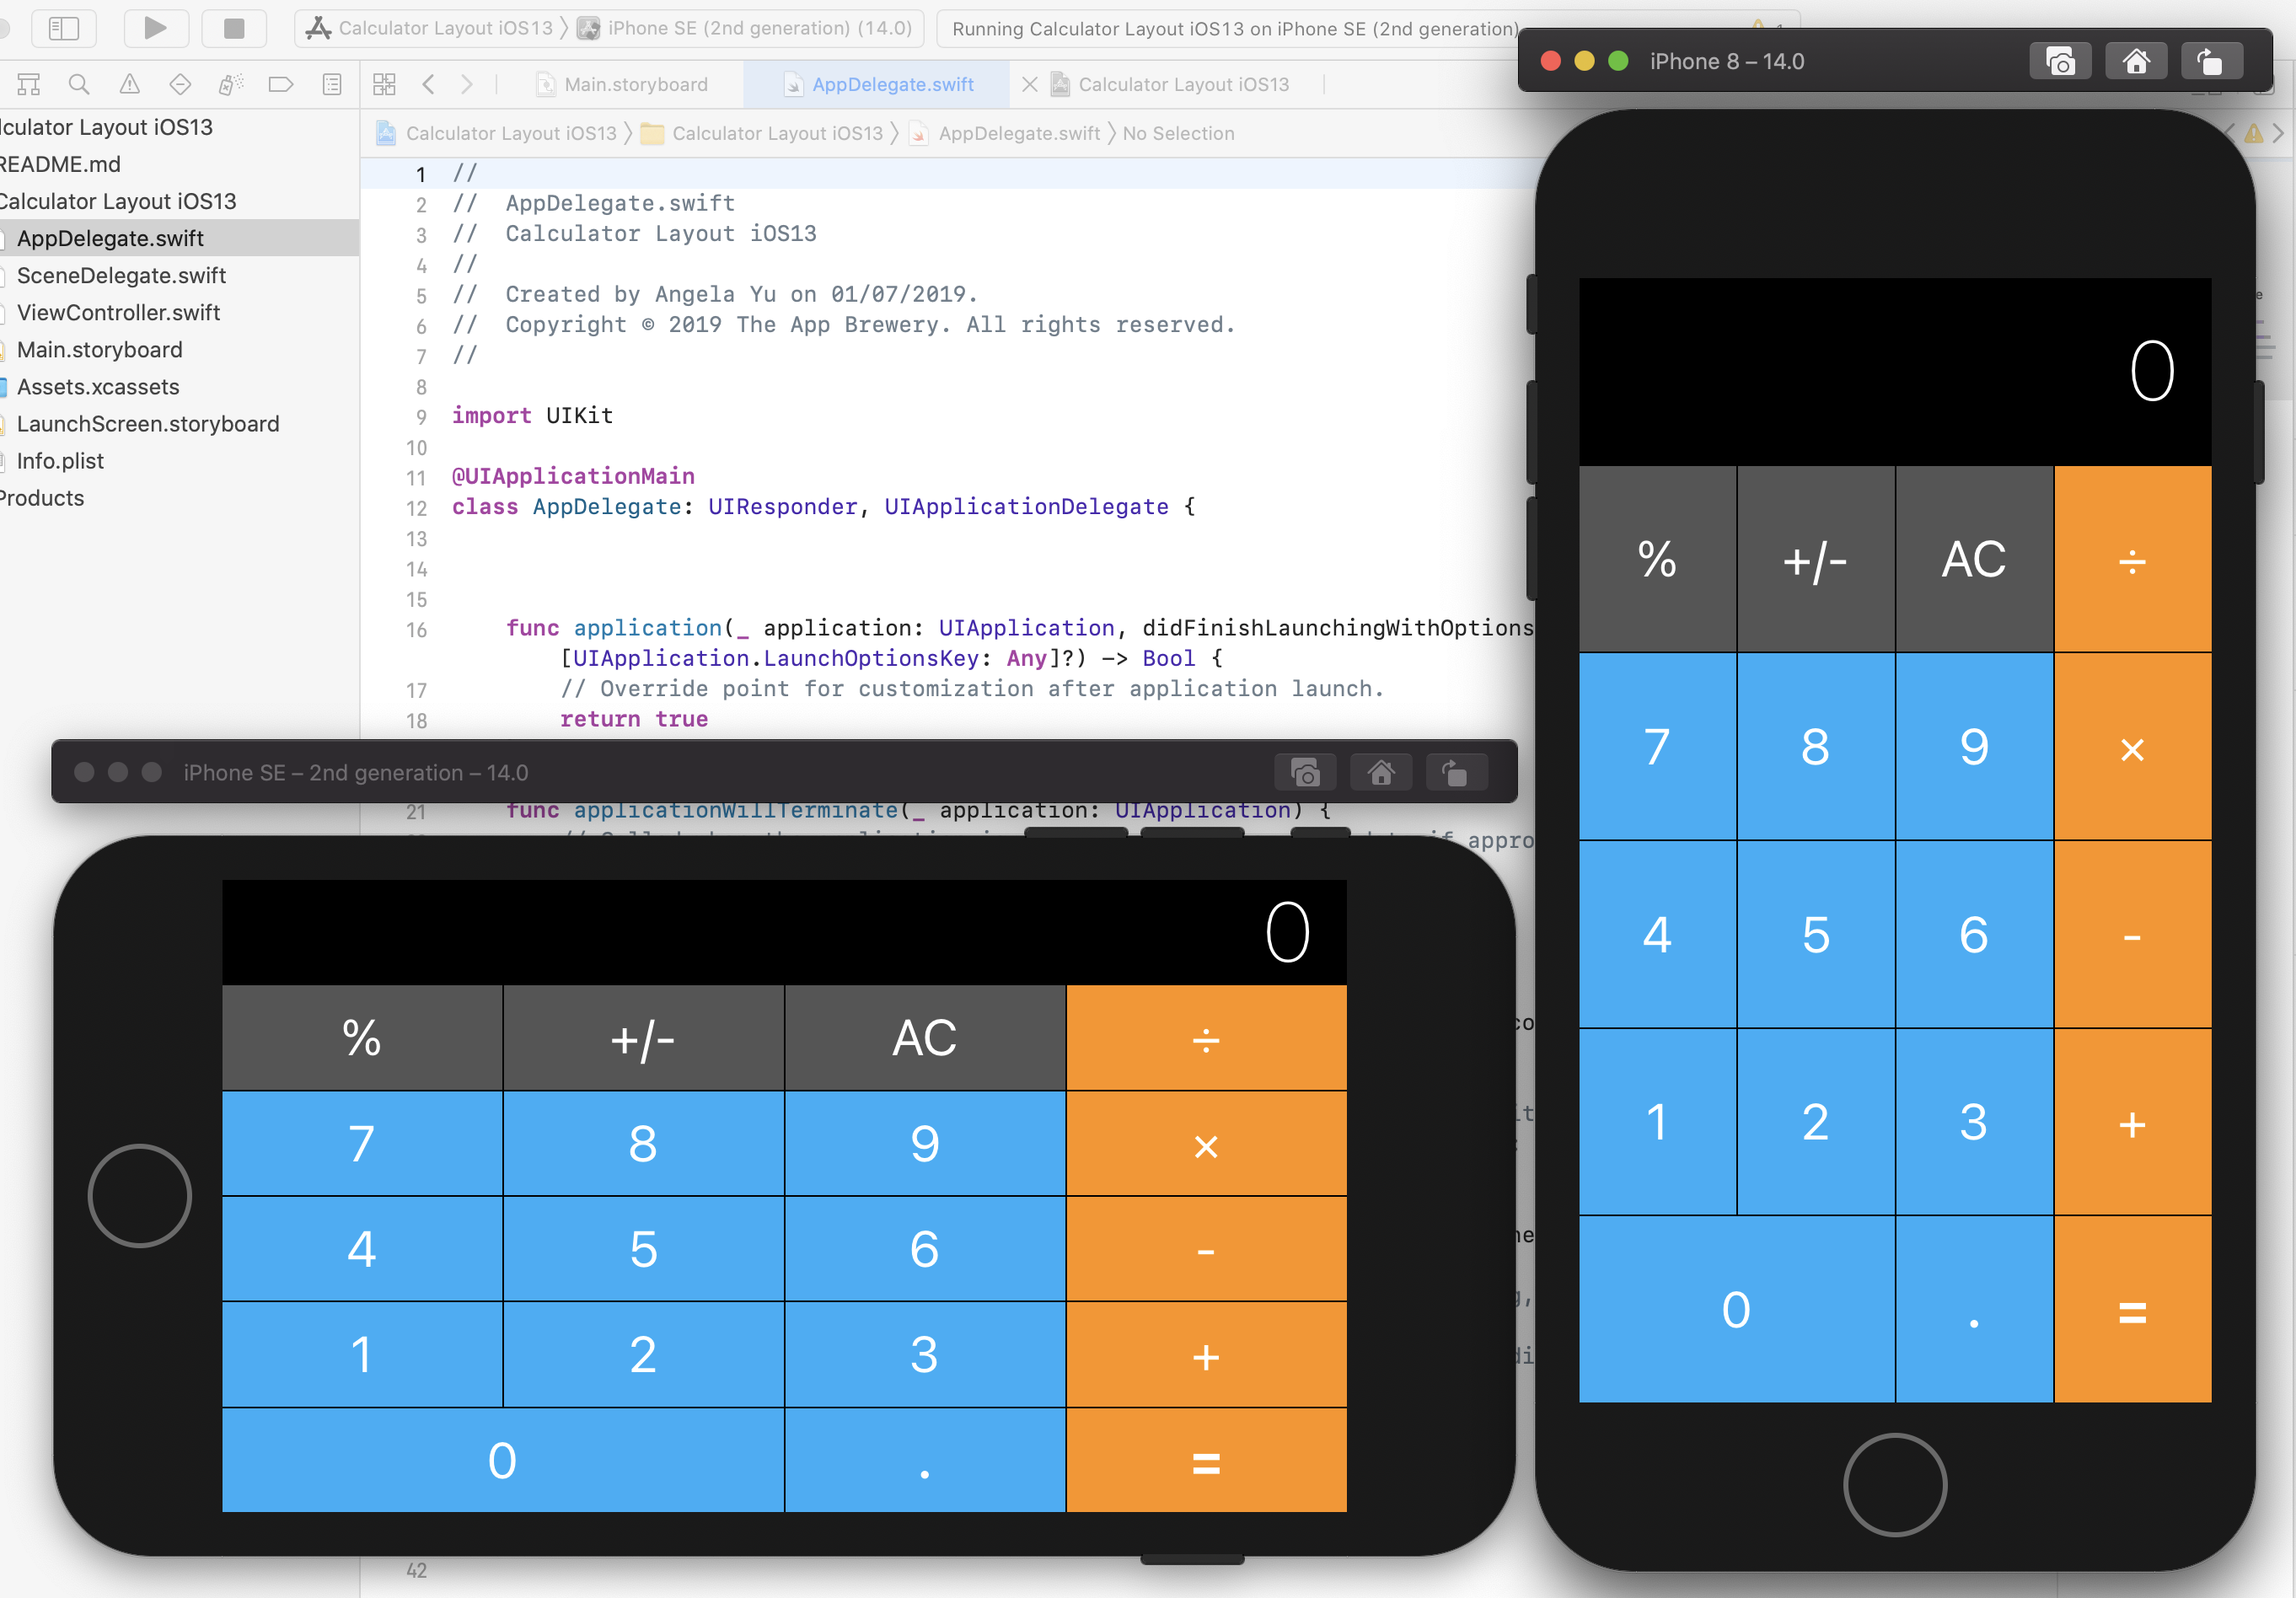 Calculator Layout iOS13 〉 iPhone SE (2nd generation) (14.0)
Running Calculator Layout iOS13 on iPhone SE (2nd generation)
Main.storyboard
AppDelegate.swift
Calculator Layout iOS13
Calculator Layout iOS13 〉 Calculator Layout iOS13 〉 AppDelegate.swift 〉 No Selection
lculator Layout iOS13
README.md
Calculator Layout iOS13
AppDelegate.swift
SceneDelegate.swift
ViewController.swift
Main.storyboard
Assets.xcassets
LaunchScreen.storyboard
Info.plist
Products
1 //
2 //  AppDelegate.swift
3 //  Calculator Layout iOS13
4 //
5 //  Created by Angela Yu on 01/07/2019.
6 //  Copyright © 2019 The App Brewery. All rights reserved.
7 //
8
9 import UIKit
10
11 @UIApplicationMain
12 class AppDelegate: UIResponder, UIApplicationDelegate {
13
14
15
16     func application(_ application: UIApplication, didFinishLaunchingWithOptions
[UIApplication.LaunchOptionsKey: Any]?) -> Bool {
17         // Override point for customization after application launch.
18         return true
21     func applicationWillTerminate(_ application: UIApplication) {
if appro
42
iPhone SE – 2nd generation – 14.0
0
% +/- AC ÷
7 8 9 ×
4 5 6 -
1 2 3 +
0 . =
iPhone 8 – 14.0
0
% +/- AC ÷
7 8 9 ×
4 5 6 -
1 2 3 +
0 . =